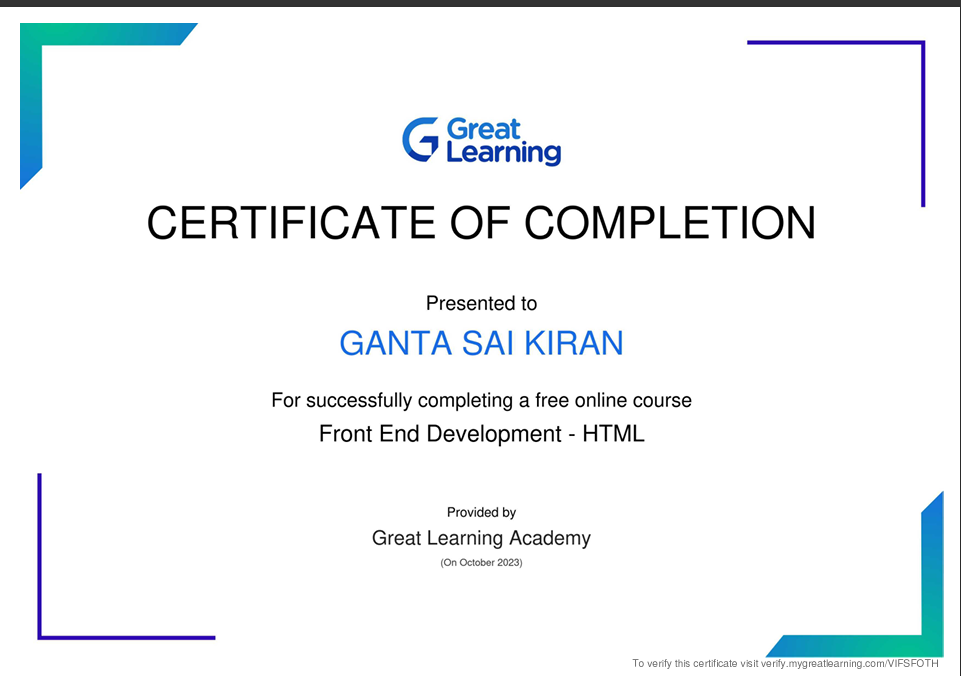 Great
Learning
CERTIFICATE OF COMPLETION
Presented to
GANTA SAI KIRAN
For successfully completing a free online course
Front End Development - HTML
Provided by
Great Learning Academy
(On October 2023)
To verify this certificate visit verify.mygreatlearning.com/VIFSFOTH